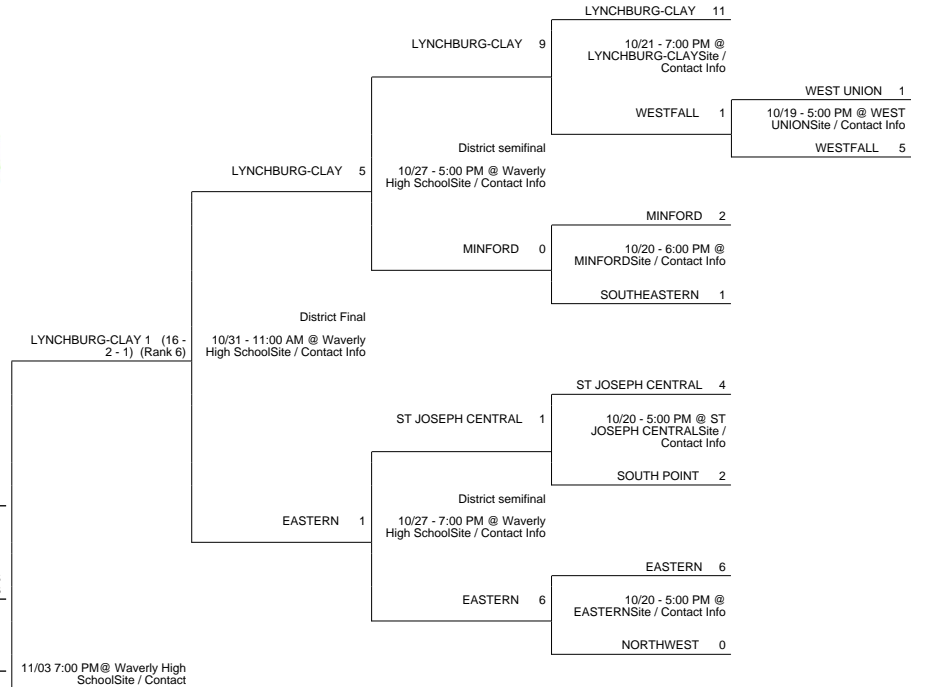 LYNCHBURG-CLAY 11
LYNCHBURG-CLAY 9
10/21 - 7:00 PM @
LYNCHBURG-CLAYSite /
Contact Info
WEST UNION 1
WESTFALL 1
10/19 - 5:00 PM @ WEST
UNIONSite / Contact Info
District semifinal
WESTFALL 5
LYNCHBURG-CLAY 5
10/27 - 5:00 PM @ Waverly
High SchoolSite / Contact Info
MINFORD 2
MINFORD 0
10/20 - 6:00 PM @
MINFORDSite / Contact Info
SOUTHEASTERN 1
District Final
LYNCHBURG-CLAY 1 (16 -
2 - 1) (Rank 6)
10/31 - 11:00 AM @ Waverly
High SchoolSite / Contact Info
ST JOSEPH CENTRAL 4
ST JOSEPH CENTRAL 1
10/20 - 5:00 PM @ ST
JOSEPH CENTRALSite /
Contact Info
SOUTH POINT 2
District semifinal
EASTERN 1
10/27 - 7:00 PM @ Waverly
High SchoolSite / Contact Info
EASTERN 6
EASTERN 6
10/20 - 5:00 PM @
EASTERNSite / Contact Info
NORTHWEST 0
11/03 7:00 PM@ Waverly High
SchoolSite / Contact